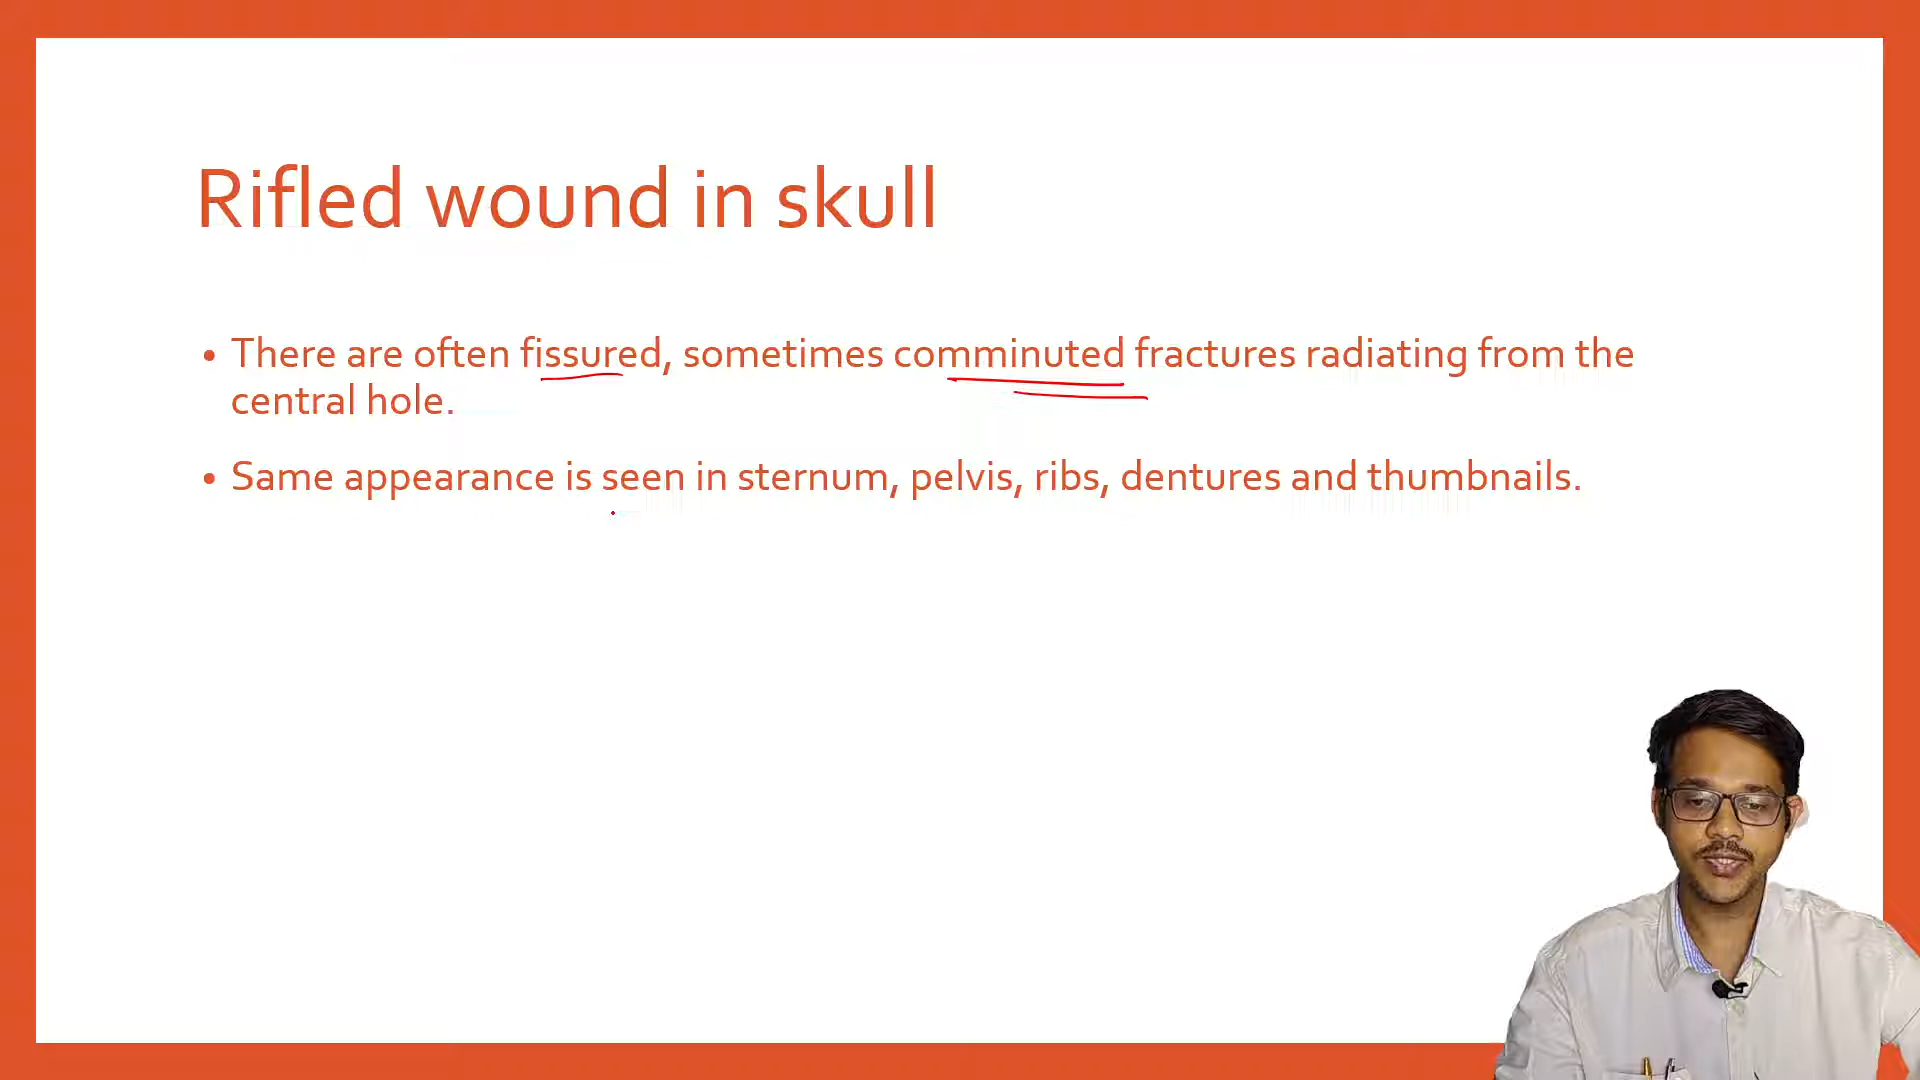 Rifled wound in skull
• There are often fissured, sometimes comminuted fractures radiating from the
central hole.
• Same appearance is seen in sternum, pelvis, ribs, dentures and thumbnails.